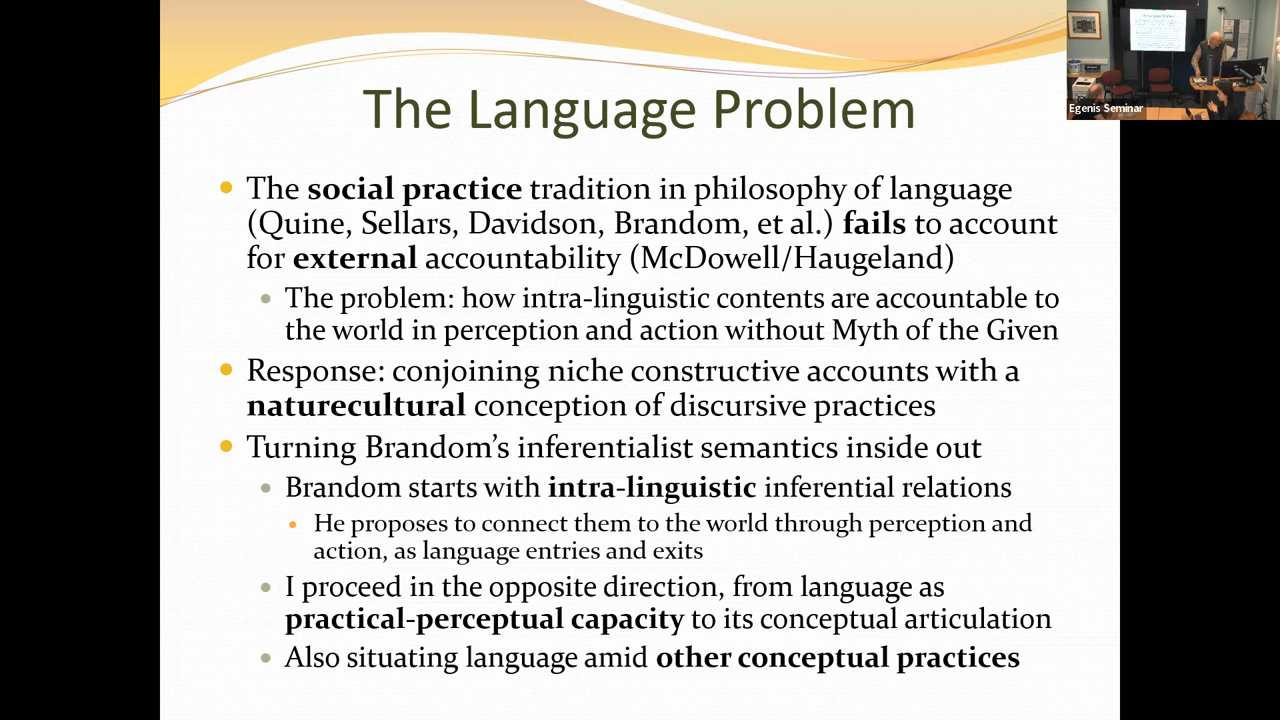 Egenis Seminar
The Language Problem
The social practice tradition in philosophy of language
(Quine, Sellars, Davidson, Brandom, et al.) fails to account
for external accountability (McDowell/Haugeland)
The problem: how intra-linguistic contents are accountable to
the world in perception and action without Myth of the Given
Response: conjoining niche constructive accounts with a
naturecultural conception of discursive practices
Turning Brandom’s inferentialist semantics inside out
Brandom starts with intra-linguistic inferential relations
He proposes to connect them to the world through perception and
action, as language entries and exits
I proceed in the opposite direction, from language as
practical-perceptual capacity to its conceptual articulation
Also situating language amid other conceptual practices